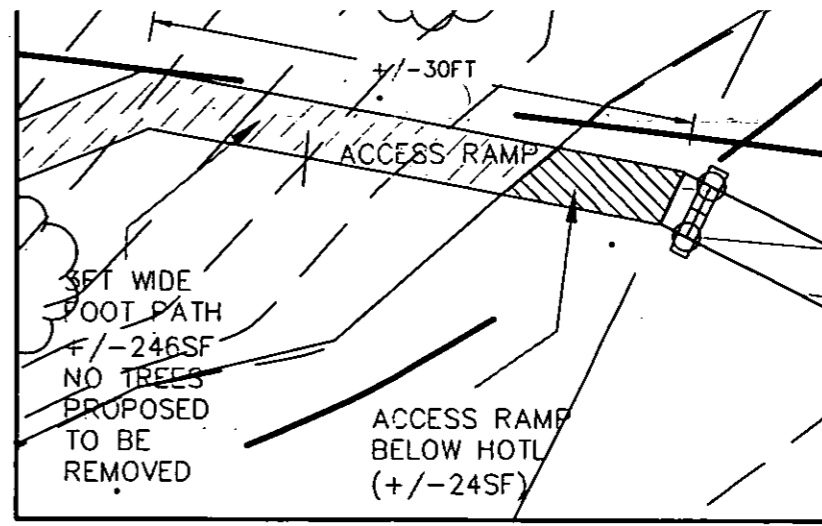 +/-30FT
ACCESS RAMP
3FT WIDE
FOOT PATH
+/-246SF
NO TREES
PROPOSED
TO BE
REMOVED
ACCESS RAMP
BELOW HOTL
(+/-24SF)